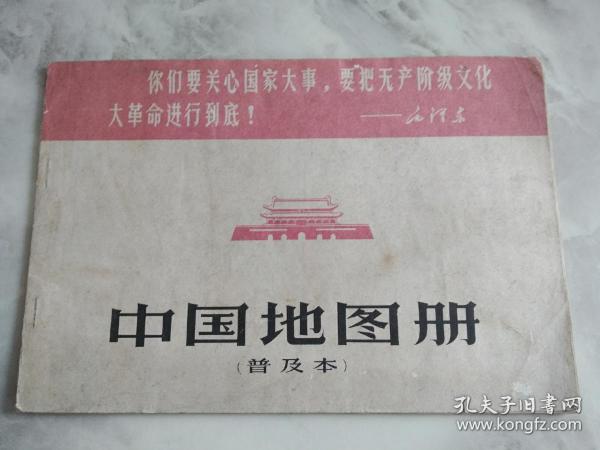 你们要关心国家大事，要把无产阶级文化
大革命进行到底！
——毛泽东
中国地图册
(普及本)
孔夫子旧书网
www.kongfz.com